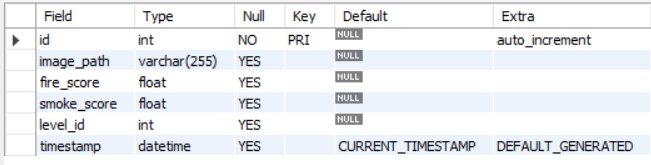 Field Type Null Key Default Extra
id int NO PRI NULL auto_increment
image_path varchar(255) YES NULL
fire_score float YES NULL
smoke_score float YES NULL
level_id int YES NULL
timestamp datetime YES CURRENT_TIMESTAMP DEFAULT_GENERATED